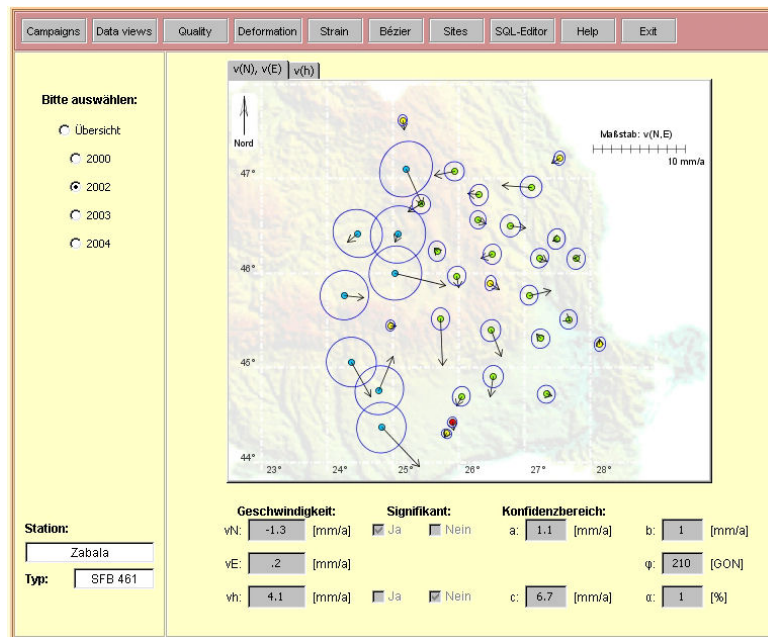 Campaigns Data views Quality Deformation Strain Bézier Sites SQL-Editor Help Exit
v(N), v(E) v(h)
Bitte auswählen:
Übersicht
2000
2002
2003
2004
Nord
Maßstab: v(N,E)
10 mm/a
47°
46°
45°
44°
23° 24° 25° 26° 27° 28°
Geschwindigkeit: Signifikant: Konfidenzbereich:
vN: -1.3 [mm/a] Ja Nein a: 1.1 [mm/a] b: 1 [mm/a]
vE: .2 [mm/a] φ: 210 [GON]
vh: 4.1 [mm/a] Ja Nein c: 6.7 [mm/a] α: 1 [%]
Station:
Zabala
Typ: SFB 461